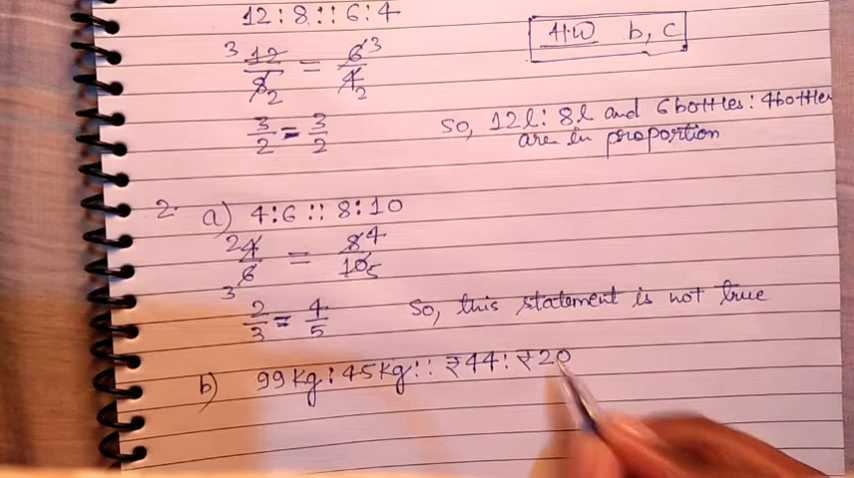 12 : 8 :: 6 : 4
H.W b, c
3 12/8 2 = 6 3/4 2
3/2 = 3/2
So, 12l : 8l and 6 bottles : 4 bottles
are in proportion
2. a) 4 : 6 :: 8 : 10
2 4/6 3 = 8 4/10 5
2/3 = 4/5
So, this statement is not true
b) 99 kg : 45 kg :: ₹44 : ₹20